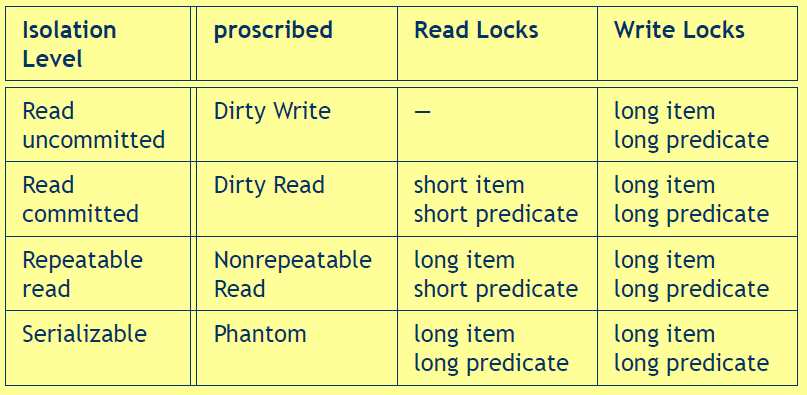 Isolation Level proscribed Read Locks Write Locks
Read uncommitted Dirty Write — long item long predicate
Read committed Dirty Read short item short predicate long item long predicate
Repeatable read Nonrepeatable Read long item short predicate long item long predicate
Serializable Phantom long item long predicate long item long predicate